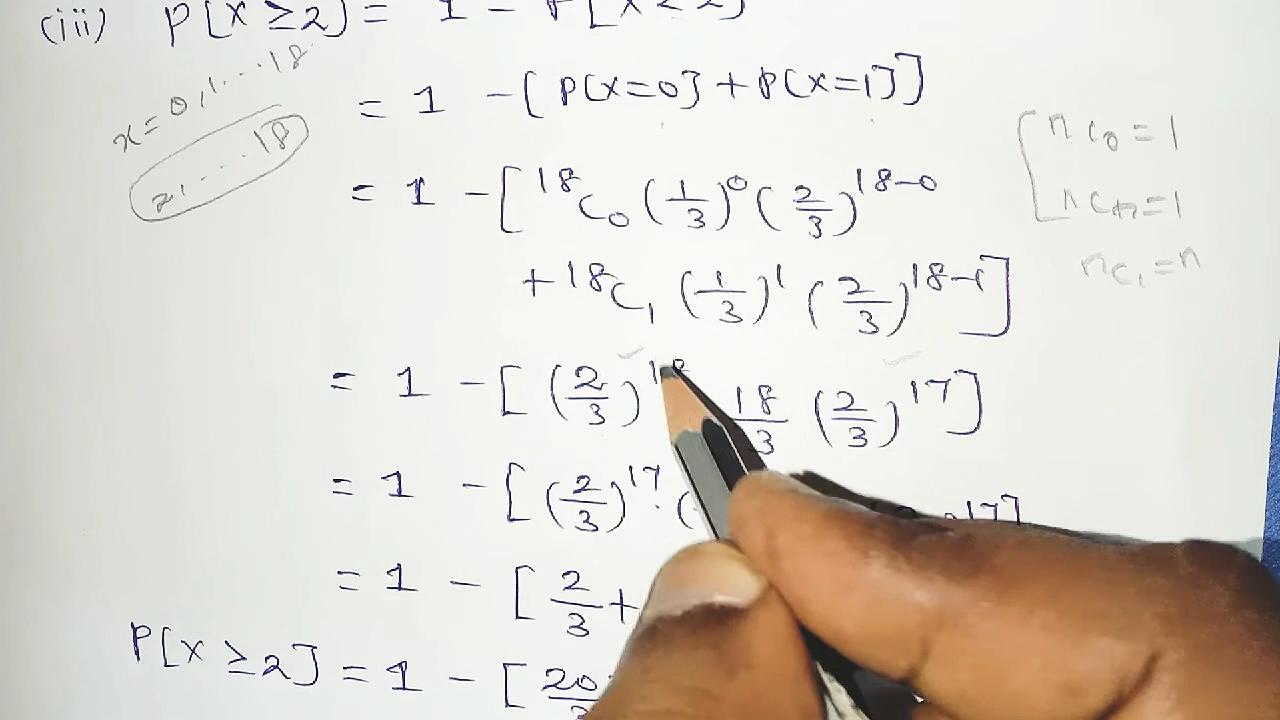 (iii) P[X ≥2] = 1 - P[X < 2]
x = 0, 1 ... 18
2, ... 18
= 1 - [P[X=0] + P[X=1]]
= 1 - [18C0 (1/3)^0 (2/3)^18-0
nC0 = 1
nCn = 1
nC1 = n
+ 18C1 (1/3)^1 (2/3)^18-1]
= 1 - [(2/3)^18 18/3 (2/3)^17]
= 1 - [(2/3)^17 . ( 17]
= 1 - [2/3 +
P[X ≥2] = 1 - [20/3